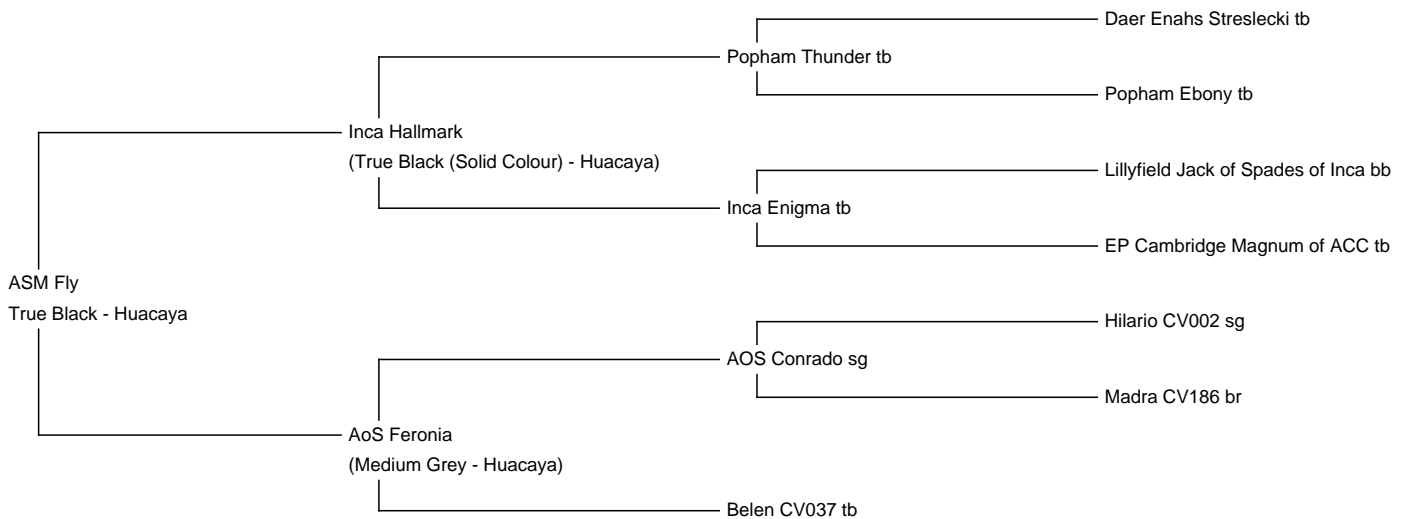 Daer Enahs Streslecki tb
Popham Thunder tb
Popham Ebony tb
Inca Hallmark
(True Black (Solid Colour) - Huacaya)
Lillyfield Jack of Spades of Inca bb
Inca Enigma tb
EP Cambridge Magnum of ACC tb
ASM Fly
True Black - Huacaya
Hilario CV002 sg
AOS Conrado sg
Madra CV186 br
AoS Feronia
(Medium Grey - Huacaya)
Belen CV037 tb